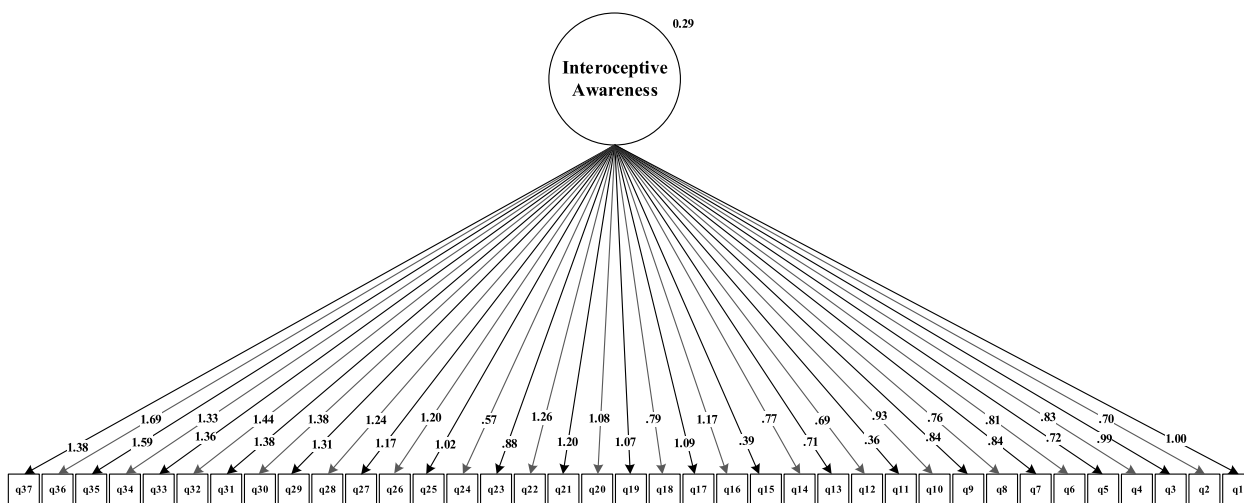 0.29
Interoceptive
Awareness
1.69 1.33 1.44 1.38 1.24 1.20 .57 1.26 1.08 .79 1.17 .77 .69 .93 .76 .81 .83 .70
1.38 1.59 1.36 1.38 1.31 1.17 1.02 .88 1.20 1.07 1.09 .39 .71 .36 .84 .84 .72 .99 1.00
q37 q36 q35 q34 q33 q32 q31 q30 q29 q28 q27 q26 q25 q24 q23 q22 q21 q20 q19 q18 q17 q16 q15 q14 q13 q12 q11 q10 q9 q8 q7 q6 q5 q4 q3 q2 q1